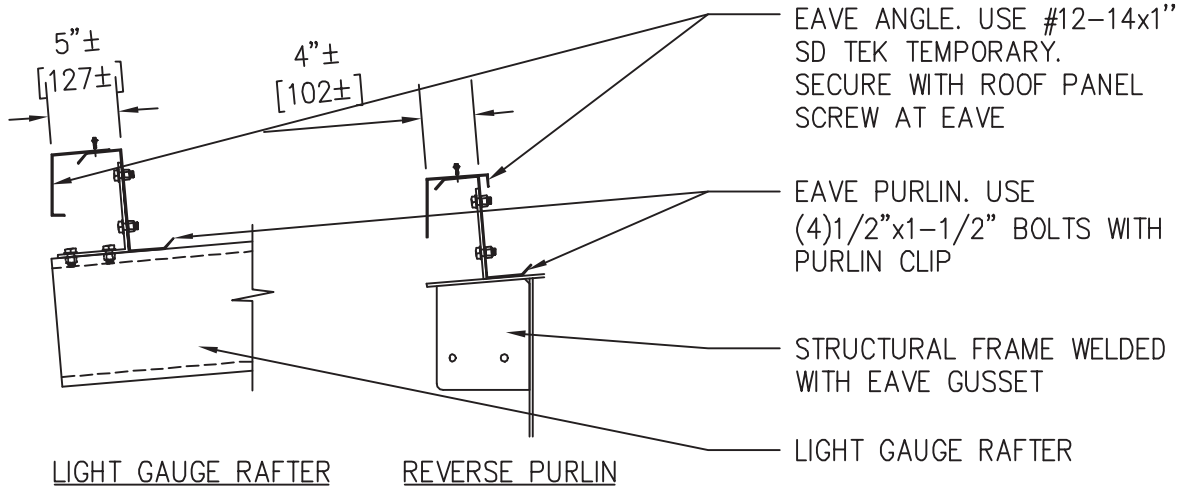 5"±
[127±]
4"±
[102±]
EAVE ANGLE. USE #12-14x1"
SD TEK TEMPORARY.
SECURE WITH ROOF PANEL
SCREW AT EAVE
EAVE PURLIN. USE
(4)1/2"x1-1/2" BOLTS WITH
PURLIN CLIP
STRUCTURAL FRAME WELDED
WITH EAVE GUSSET
LIGHT GAUGE RAFTER
LIGHT GAUGE RAFTER
REVERSE PURLIN